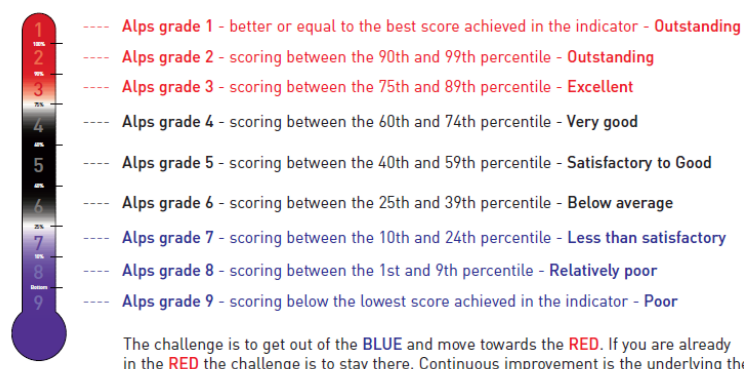 1
Alps grade 1 - better or equal to the best score achieved in the indicator - Outstanding
100%
2
Alps grade 2 - scoring between the 90th and 99th percentile - Outstanding
90%
3
Alps grade 3 - scoring between the 75th and 89th percentile - Excellent
75%
4
Alps grade 4 - scoring between the 60th and 74th percentile - Very good
5
Alps grade 5 - scoring between the 40th and 59th percentile - Satisfactory to Good
6
Alps grade 6 - scoring between the 25th and 39th percentile - Below average
25%
7
Alps grade 7 - scoring between the 10th and 24th percentile - Less than satisfactory
10%
8
Alps grade 8 - scoring between the 1st and 9th percentile - Relatively poor
Bottom
9
Alps grade 9 - scoring below the lowest score achieved in the indicator - Poor
The challenge is to get out of the BLUE and move towards the RED. If you are already
in the RED the challenge is to stay there. Continuous improvement is the underlying the